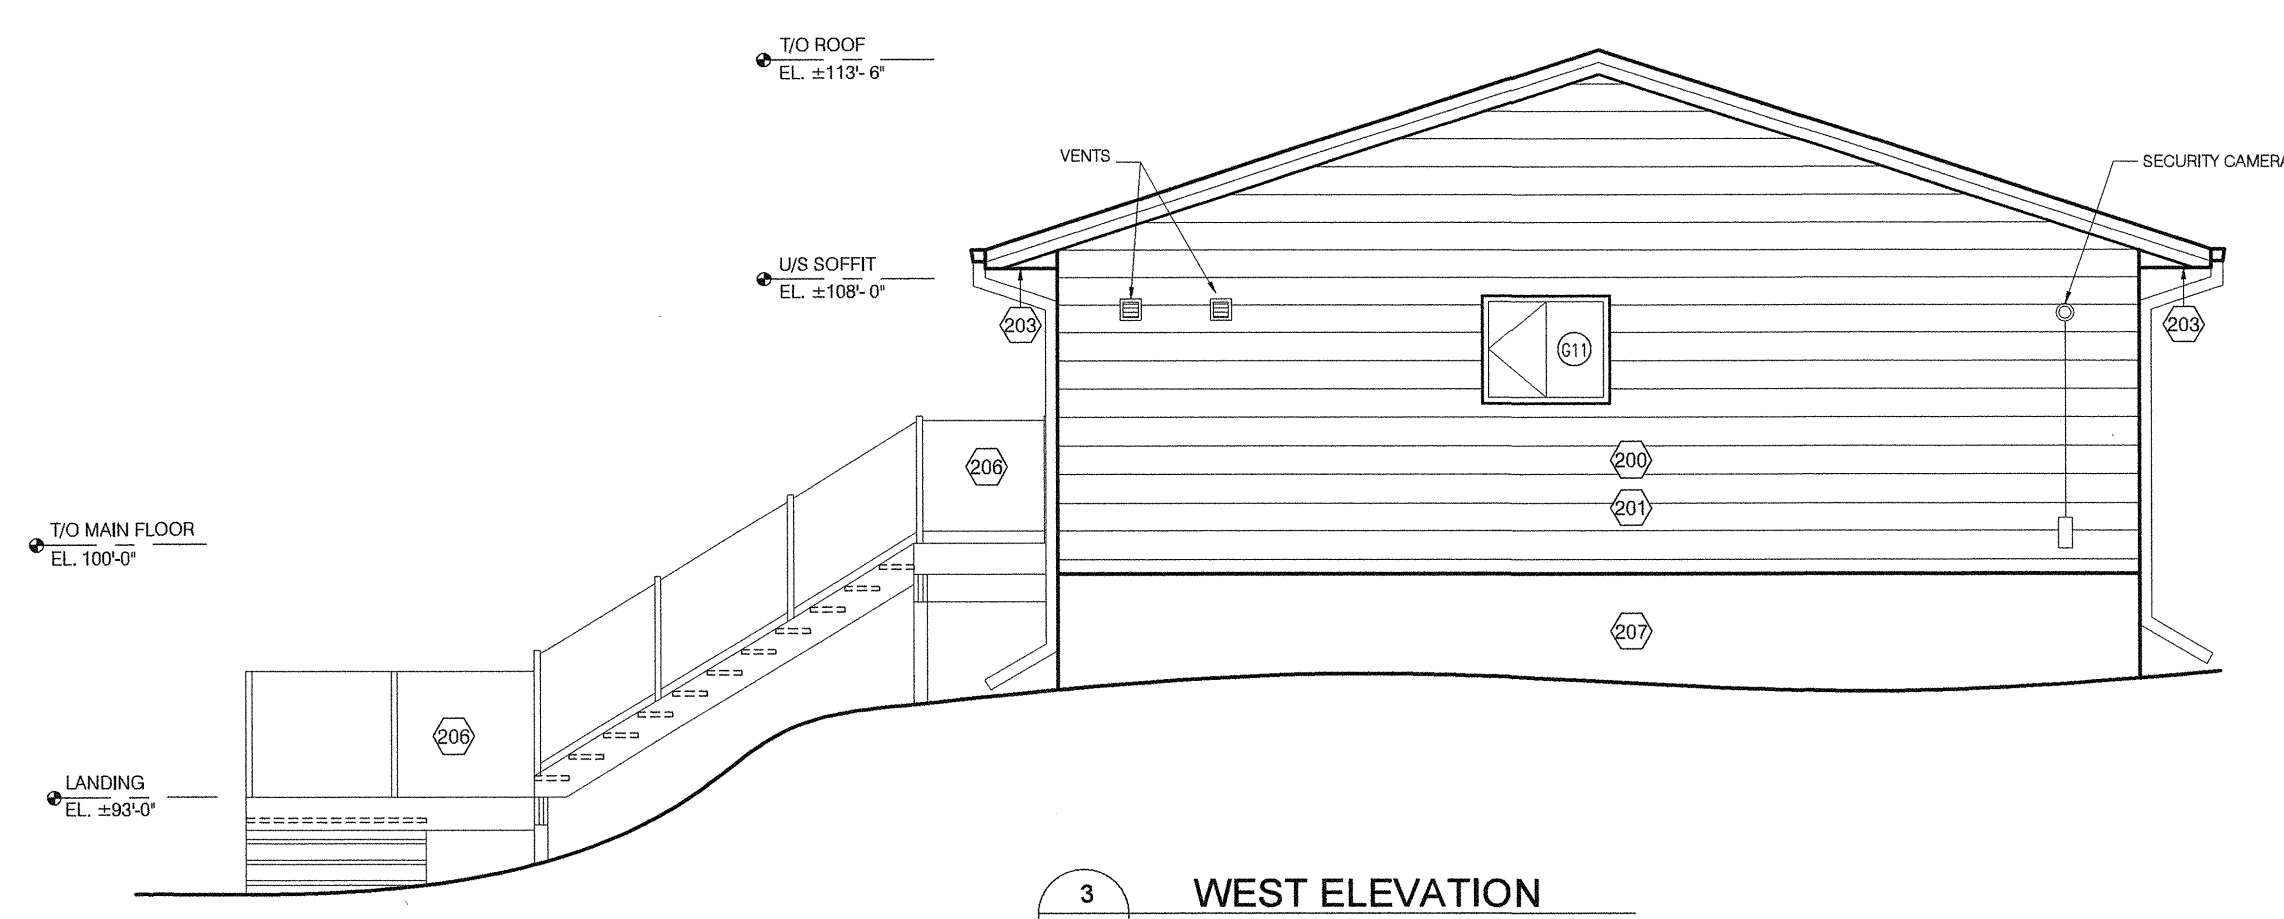 T/O ROOF
EL. ±113'- 6"
VENTS
SECURITY CAMERA
U/S SOFFIT
EL. ±108'- 0"
203
203
G11
206
200
201
T/O MAIN FLOOR
EL. 100'-0"
207
206
LANDING
EL. ±93'-0"
3
WEST ELEVATION